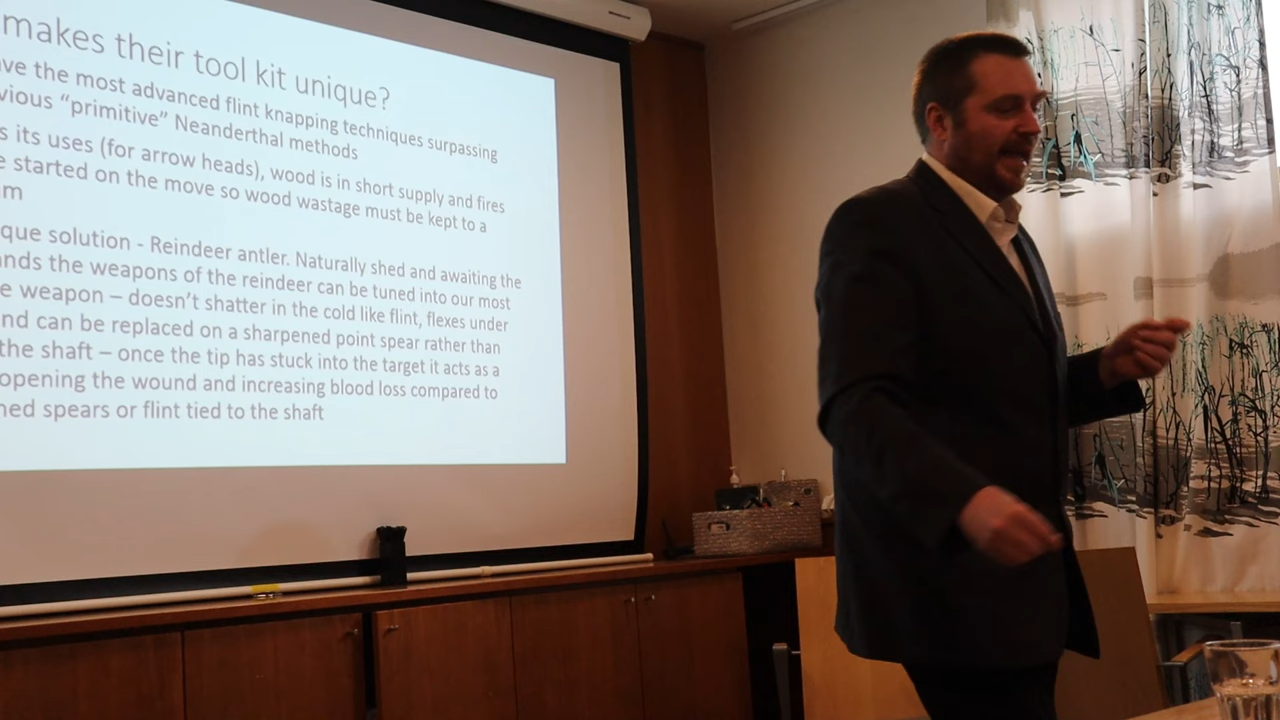 makes their tool kit unique?
ve the most advanced flint knapping techniques surpassing
vious “primitive” Neanderthal methods
s its uses (for arrow heads), wood is in short supply and fires
e started on the move so wood wastage must be kept to a
um
que solution - Reindeer antler. Naturally shed and awaiting the
ands the weapons of the reindeer can be tuned into our most
e weapon – doesn’t shatter in the cold like flint, flexes under
nd can be replaced on a sharpened point spear rather than
the shaft – once the tip has stuck into the target it acts as a
opening the wound and increasing blood loss compared to
ned spears or flint tied to the shaft